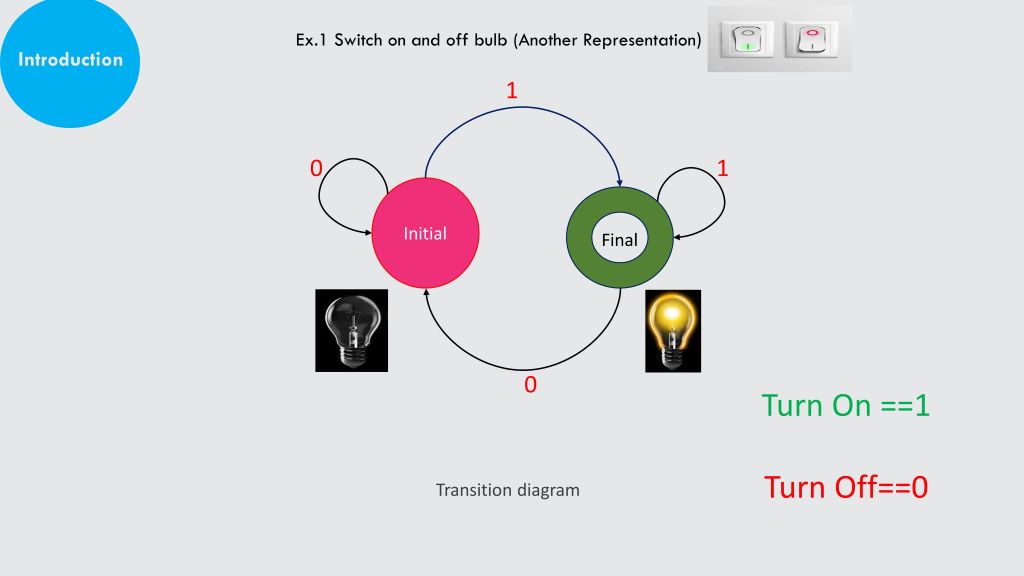 Introduction
Ex.1 Switch on and off bulb (Another Representation)
1
0
1
Initial
Final
0
Turn On ==1
Transition diagram
Turn Off==0